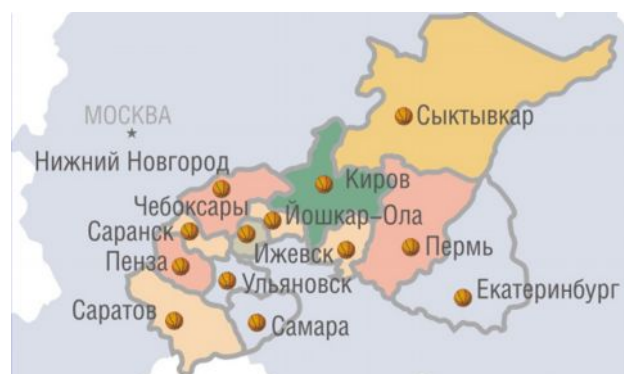 МОСКВА
Сыктывкар
Нижний Новгород
Киров
Чебоксары
Йошкар-Ола
Саранск
Ижевск
Пермь
Пенза
Ульяновск
Екатеринбург
Саратов
Самара